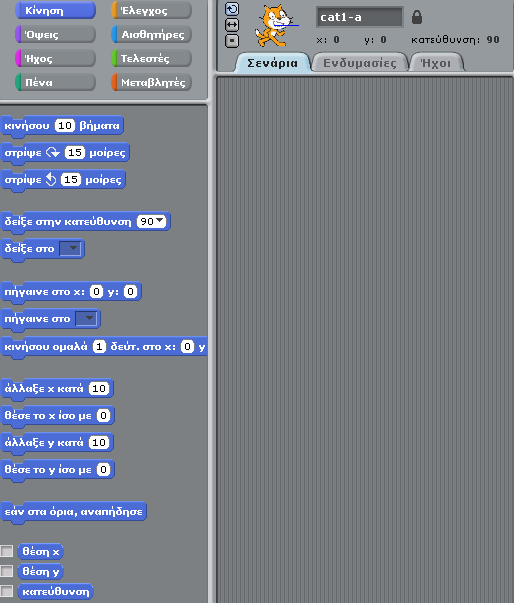 Κίνηση Έλεγχος
Όψεις Αισθητήρες
Ήχος Τελεστές
Πένα Μεταβλητές
κινήσου 10 βήματα
στρίψε 15 μοίρες
στρίψε 15 μοίρες
δείξε στην κατεύθυνση 90
δείξε στο
πήγαινε στο x: 0 y: 0
πήγαινε στο
κινήσου ομαλά 1 δεύτ. στο x: 0 y
άλλαξε x κατά 10
θέσε το x ίσο με 0
άλλαξε y κατά 10
θέσε το y ίσο με 0
εάν στα όρια, αναπήδησε
θέση x
θέση y
κατεύθυνση
cat1-a
x: 0 y: 0 κατεύθυνση: 90
Σενάρια Ενδυμασίες Ήχοι